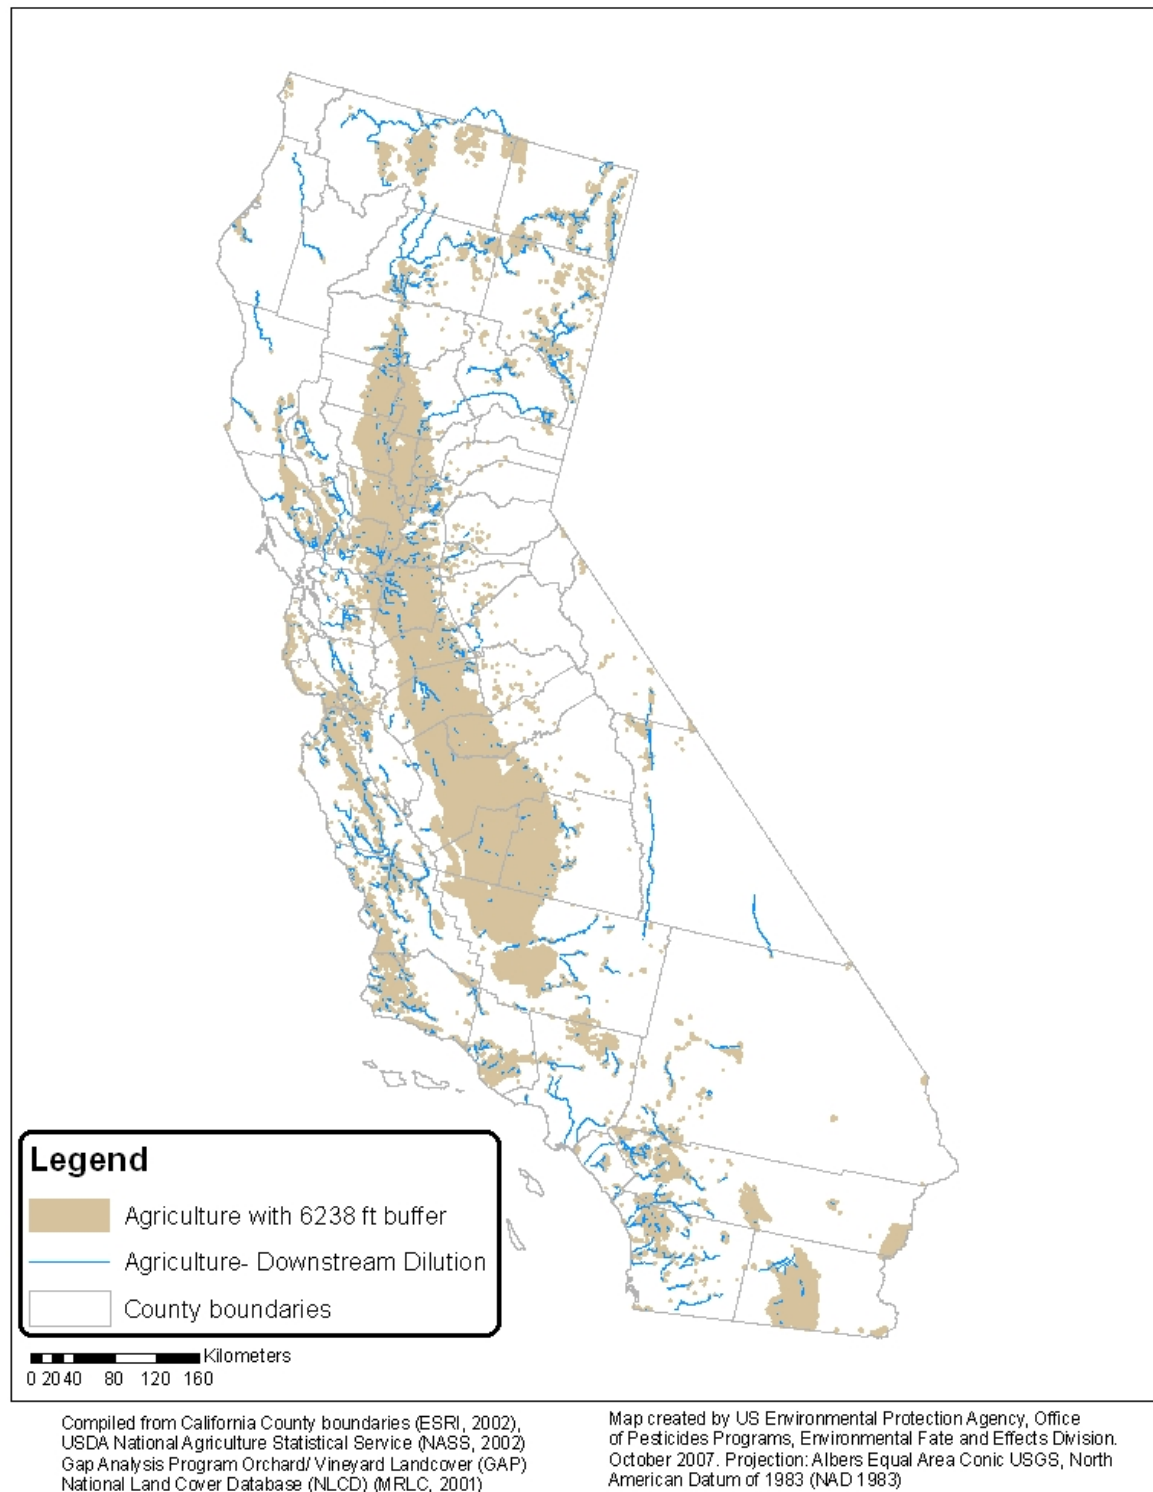 Legend
Agriculture with 6238 ft buffer
Agriculture- Downstream Dilution
County boundaries
Kilometers
0 20 40 80 120 160
Compiled from California County boundaries (ESRI, 2002),
USDA National Agriculture Statistical Service (NASS, 2002)
Gap Analysis Program Orchard/ Vineyard Landcover (GAP)
National Land Cover Database (NLCD) (MRLC, 2001)
Map created by US Environmental Protection Agency, Office
of Pesticides Programs, Environmental Fate and Effects Division.
October 2007. Projection: Albers Equal Area Conic USGS, North
American Datum of 1983 (NAD 1983)